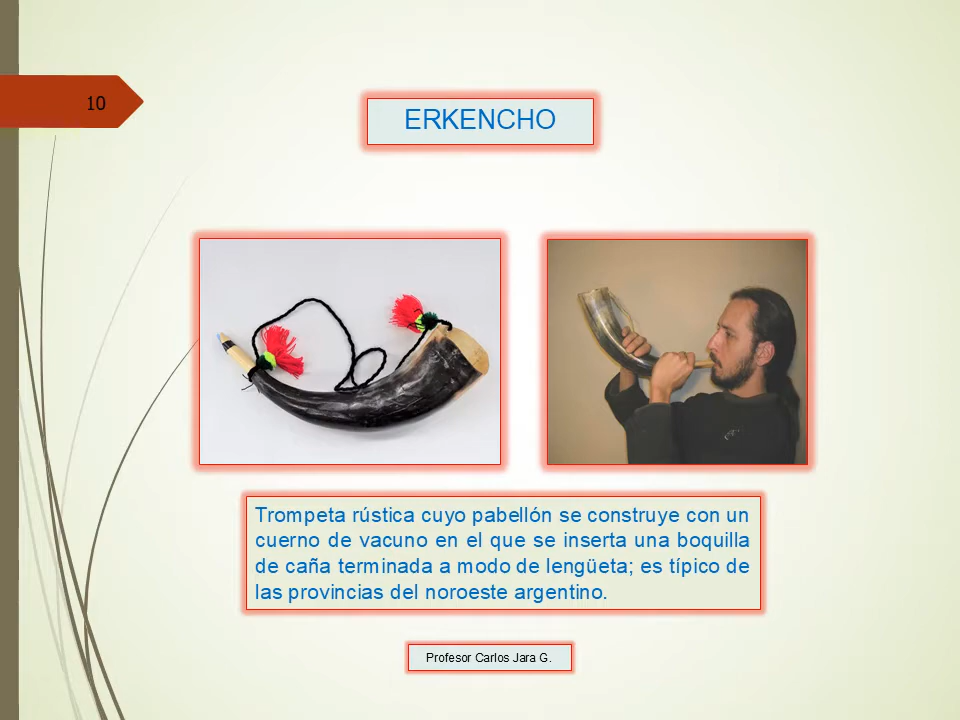 10
ERKENCHO
Trompeta rústica cuyo pabellón se construye con un
cuerno de vacuno en el que se inserta una boquilla
de caña terminada a modo de lengüeta; es típico de
las provincias del noroeste argentino.
Profesor Carlos Jara G.